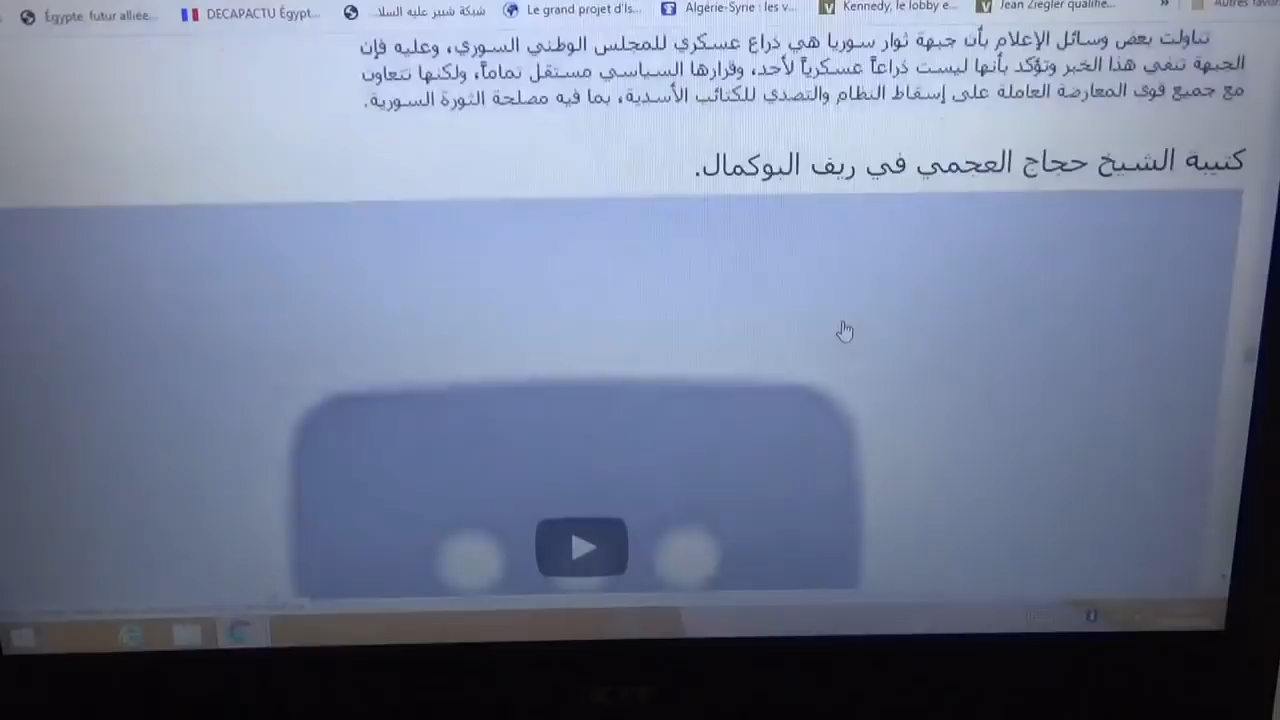 Égypte, futur alliée...
DECAPACTU Égypt...
شبكة شبير عليه السلا...
Le grand projet d'Is...
Algérie-Syrie : les v...
Kennedy, le lobby e...
Jean Ziegler qualifie...
»
Autres favor
تناولت بعض وسائل الإعلام بأن جبهة ثوار سوريا هي ذراع عسكري للمجلس الوطني السوري، وعليه فإن
الجبهة تنفي هذا الخبر وتؤكد بأنها ليست ذراعاً عسكرياً لأحد، وقرارها السياسي مستقل تماماً، ولكنها تتعاون
مع جميع قوى المعارضة العاملة على إسقاط النظام والتصدي للكتائب الأسدية، بما فيه مصلحة الثورة السورية.
كتيبة الشيخ حجاج العجمي في ريف البوكمال.